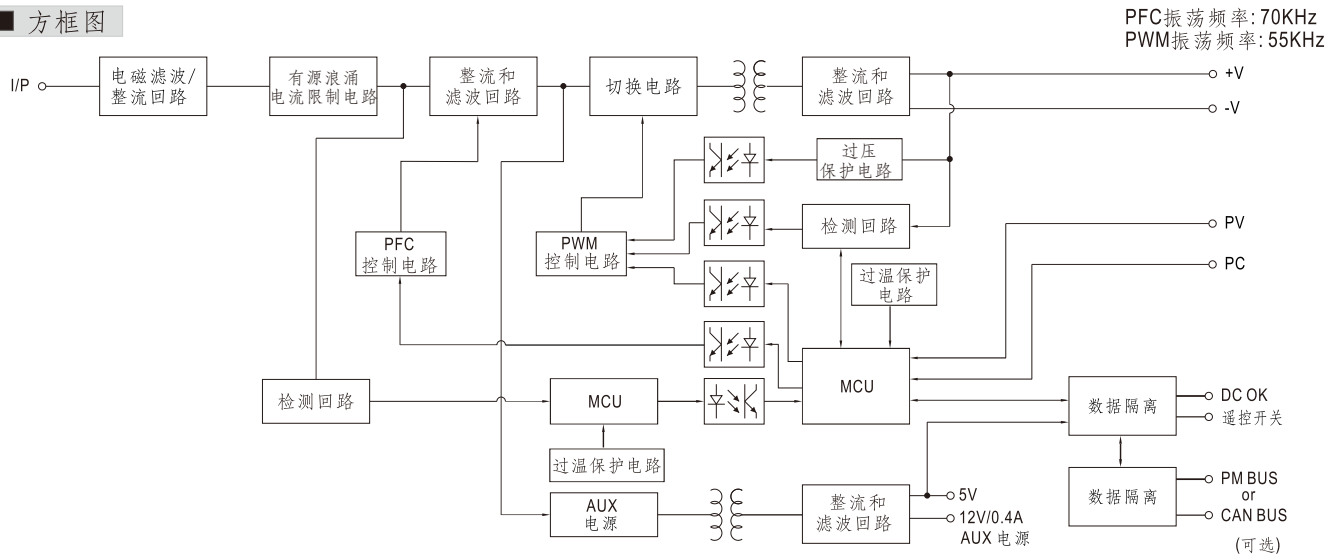 方框图
PFC振荡频率: 70KHz
PWM振荡频率: 55KHz
I/P
电磁滤波/
整流回路
有源浪涌
电流限制电路
整流和
滤波回路
切换电路
整流和
滤波回路
+V
-V
过压
保护电路
检测回路
PV
PFC
控制电路
PWM
控制电路
过温保护
电路
PC
MCU
检测回路
MCU
数据隔离
DC OK
遥控开关
过温保护电路
数据隔离
PM BUS
or
CAN BUS
(可选)
AUX
电源
整流和
滤波回路
5V
12V/0.4A
AUX 电源